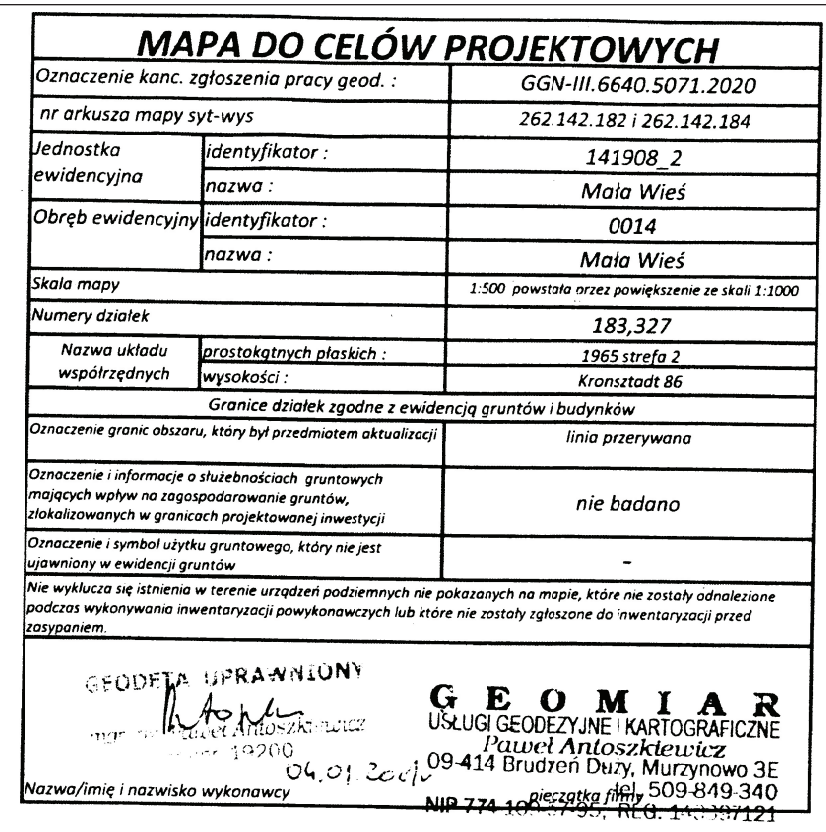 MAPA DO CELÓW PROJEKTOWYCH
Oznaczenie kanc. zgłoszenia pracy geod. : GGN-III.6640.5071.2020
nr arkusza mapy syt-wys 262.142.182 i 262.142.184
Jednostka ewidencyjna identyfikator : 141908_2
nazwa : Mała Wieś
Obręb ewidencyjny identyfikator : 0014
nazwa : Mała Wieś
Skala mapy 1:500 powstała przez powiększenie ze skali 1:1000
Numery działek 183,327
Nazwa układu współrzędnych prostokątnych płaskich : 1965 strefa 2
wysokości : Kronsztadt 86
Granice działek zgodne z ewidencją gruntów i budynków
Oznaczenie granic obszaru, który był przedmiotem aktualizacji linia przerywana
Oznaczenie i informacje o służebnościach gruntowych
mających wpływ na zagospodarowanie gruntów, nie badano
zlokalizowanych w granicach projektowanej inwestycji
Oznaczenie i symbol użytku gruntowego, który nie jest
ujawniony w ewidencji gruntów -
Nie wyklucza się istnienia w terenie urządzeń podziemnych nie pokazanych na mapie, które nie zostały odnalezione
podczas wykonywania inwentaryzacji powykonawczych lub które nie zostały zgłoszone do inwentaryzacji przed
zasypaniem.
GEODETA UPRAWNIONY
mgr Paweł Antoszkiewicz
19200
Nazwa/imię i nazwisko wykonawcy
GEOMIAR
USŁUGI GEODEZYJNE I KARTOGRAFICZNE
Paweł Antoszkiewicz
09-414 Brudzeń Duży, Murzynowo 3E
tel. 509-849-340
pieczątka firmy
NIP 774